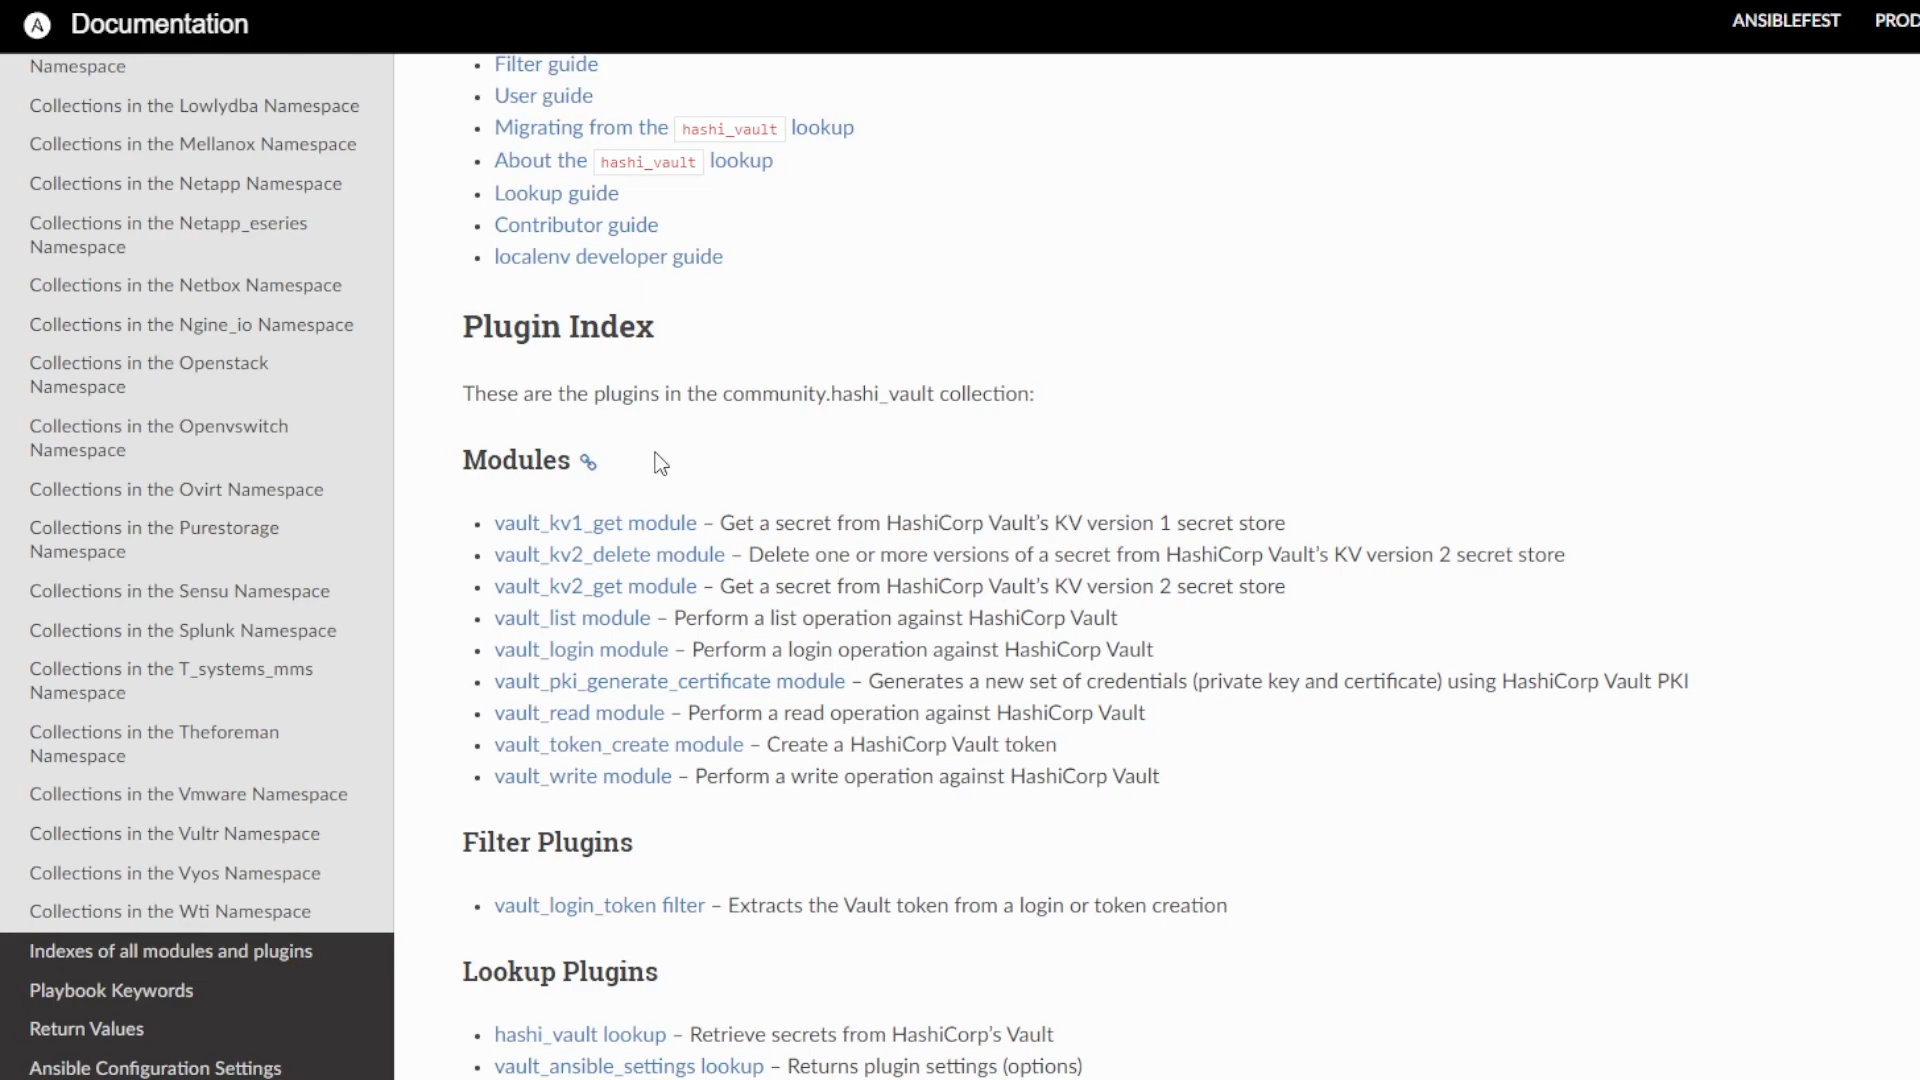 Documentation
ANSIBLEFEST PROD
Namespace
Collections in the Lowlydba Namespace
Collections in the Mellanox Namespace
Collections in the Netapp Namespace
Collections in the Netapp_eseries
Namespace
Collections in the Netbox Namespace
Collections in the Ngine_io Namespace
Collections in the Openstack
Namespace
Collections in the Openvswitch
Namespace
Collections in the Ovirt Namespace
Collections in the Purestorage
Namespace
Collections in the Sensu Namespace
Collections in the Splunk Namespace
Collections in the T_systems_mms
Namespace
Collections in the Theforeman
Namespace
Collections in the Vmware Namespace
Collections in the Vultr Namespace
Collections in the Vyos Namespace
Collections in the Wti Namespace
Indexes of all modules and plugins
Playbook Keywords
Return Values
Ansible Configuration Settings
Filter guide
User guide
Migrating from the hashi_vault lookup
About the hashi_vault lookup
Lookup guide
Contributor guide
localenv developer guide
Plugin Index
These are the plugins in the community.hashi_vault collection:
Modules
vault_kv1_get module – Get a secret from HashiCorp Vault’s KV version 1 secret store
vault_kv2_delete module – Delete one or more versions of a secret from HashiCorp Vault’s KV version 2 secret store
vault_kv2_get module – Get a secret from HashiCorp Vault’s KV version 2 secret store
vault_list module – Perform a list operation against HashiCorp Vault
vault_login module – Perform a login operation against HashiCorp Vault
vault_pki_generate_certificate module – Generates a new set of credentials (private key and certificate) using HashiCorp Vault PKI
vault_read module – Perform a read operation against HashiCorp Vault
vault_token_create module – Create a HashiCorp Vault token
vault_write module – Perform a write operation against HashiCorp Vault
Filter Plugins
vault_login_token filter – Extracts the Vault token from a login or token creation
Lookup Plugins
hashi_vault lookup – Retrieve secrets from HashiCorp’s Vault
vault_ansible_settings lookup – Returns plugin settings (options)